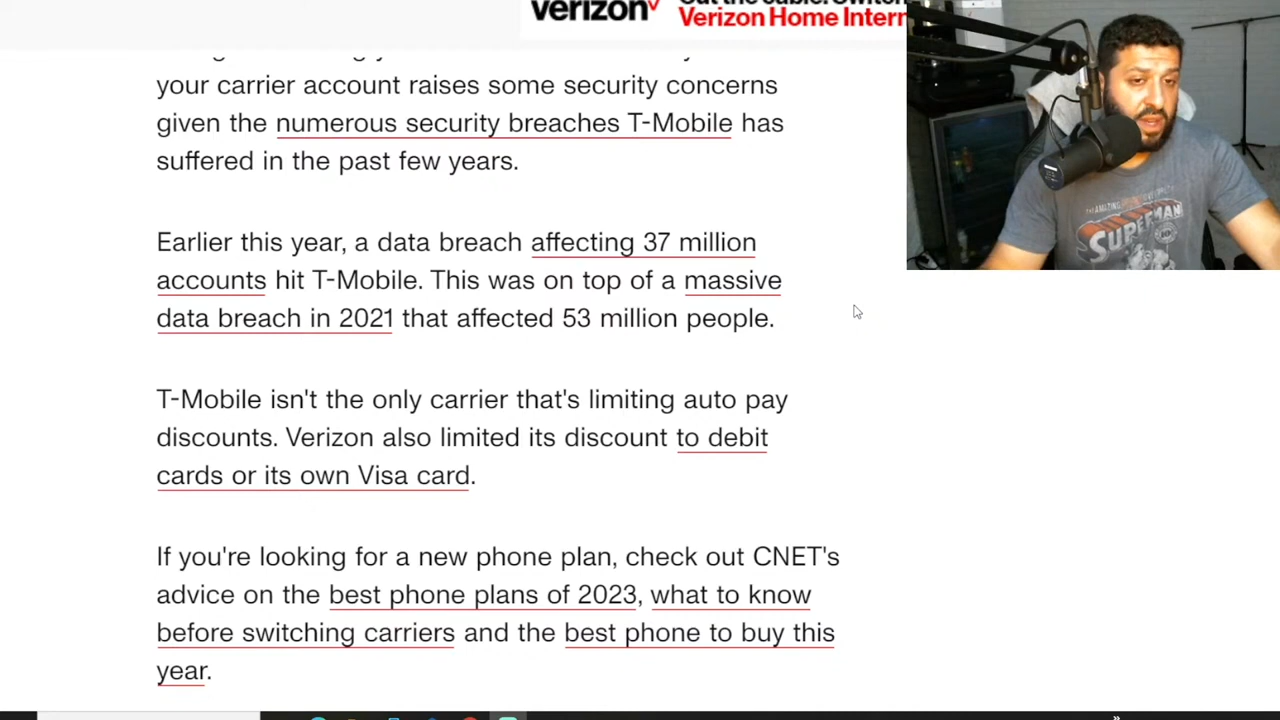 verizon
Verizon Home Intern
your carrier account raises some security concerns
given the numerous security breaches T-Mobile has
suffered in the past few years.
Earlier this year, a data breach affecting 37 million
accounts hit T-Mobile. This was on top of a massive
data breach in 2021 that affected 53 million people.
T-Mobile isn't the only carrier that's limiting auto pay
discounts. Verizon also limited its discount to debit
cards or its own Visa card.
If you're looking for a new phone plan, check out CNET's
advice on the best phone plans of 2023, what to know
before switching carriers and the best phone to buy this
year.
THE AMAZING
SUPERMAN
»